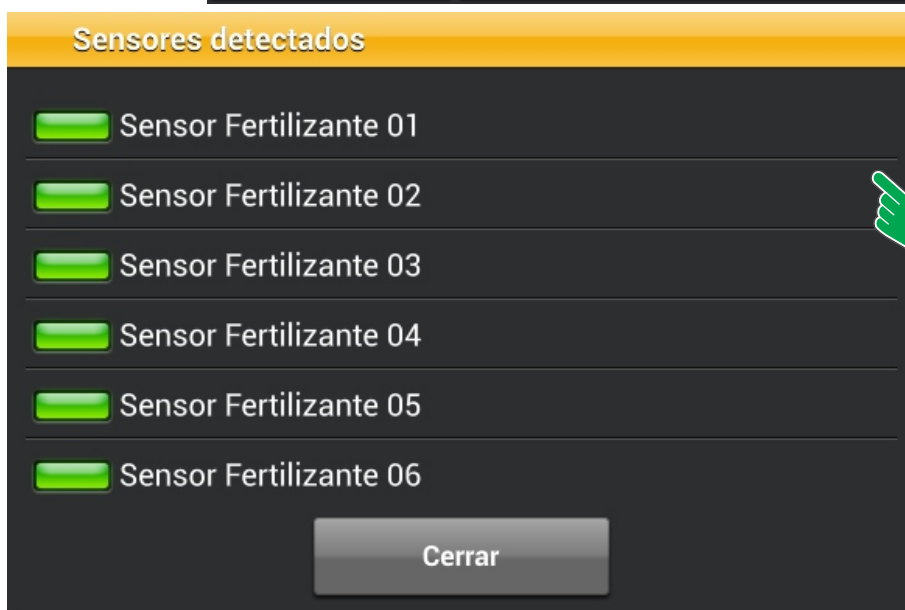 Sensores detectados
Sensor Fertilizante 01
Sensor Fertilizante 02
Sensor Fertilizante 03
Sensor Fertilizante 04
Sensor Fertilizante 05
Sensor Fertilizante 06
Cerrar